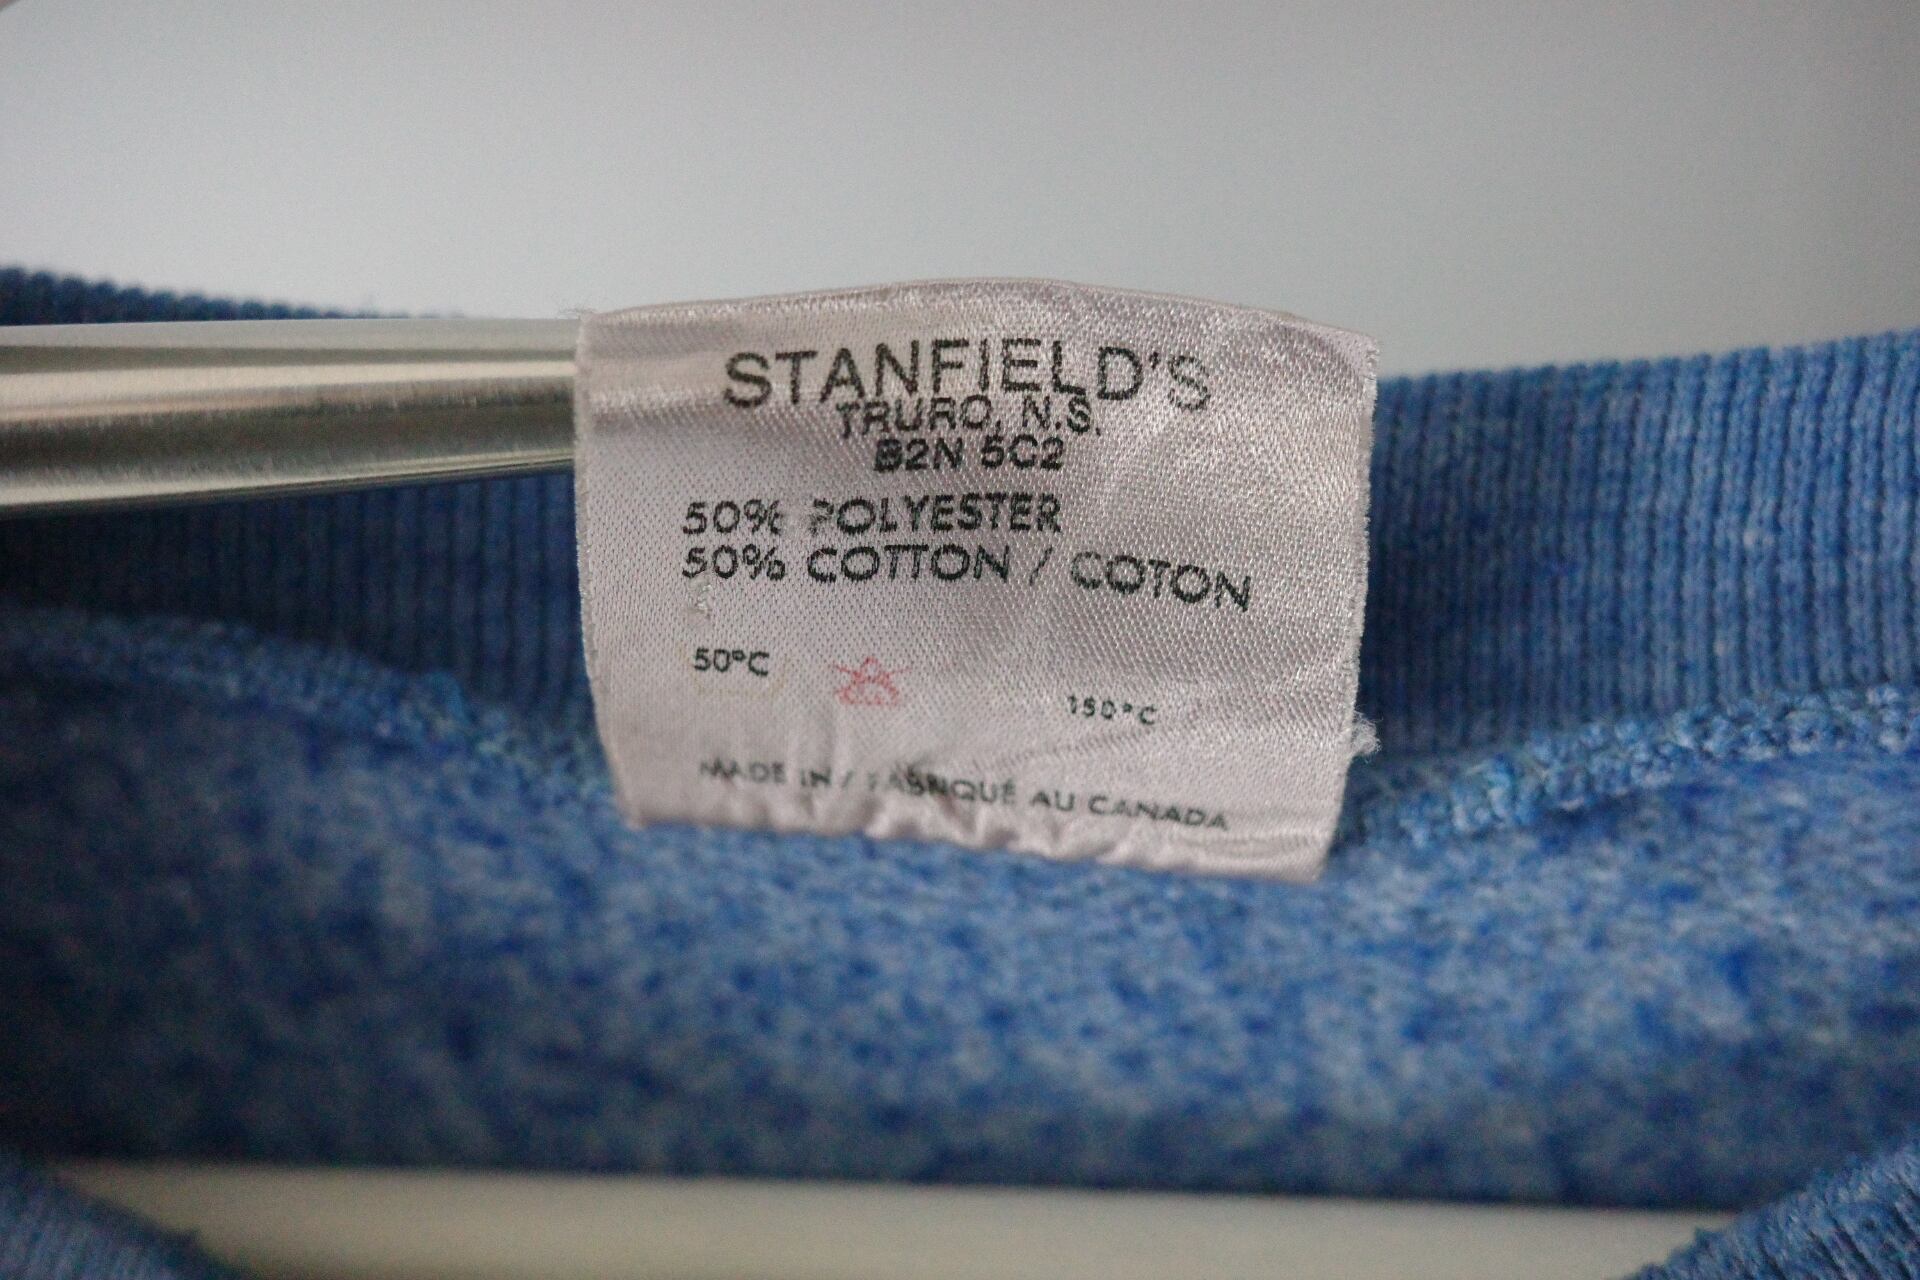 STANFIELD'S
TRURO, N.S.
B2N 5C2
50% POLYESTER
50% COTTON / COTON
50°C
150°C
MADE IN / FABRIQUÉ AU CANADA